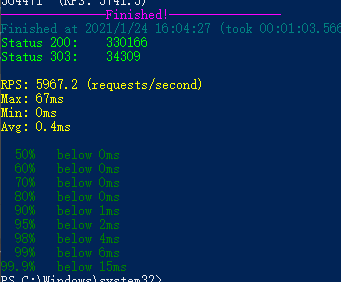 (RPS: 5741.5)
Finished!
Finished at 2021/1/24 16:04:27 (took 00:01:03.566
Status 200: 330166
Status 303: 34309
RPS: 5967.2 (requests/second)
Max: 67ms
Min: 0ms
Avg: 0.4ms
50% below 0ms
60% below 0ms
70% below 0ms
80% below 0ms
90% below 1ms
95% below 2ms
98% below 4ms
99% below 6ms
99.9% below 15ms
PS C:\Windows\system32>